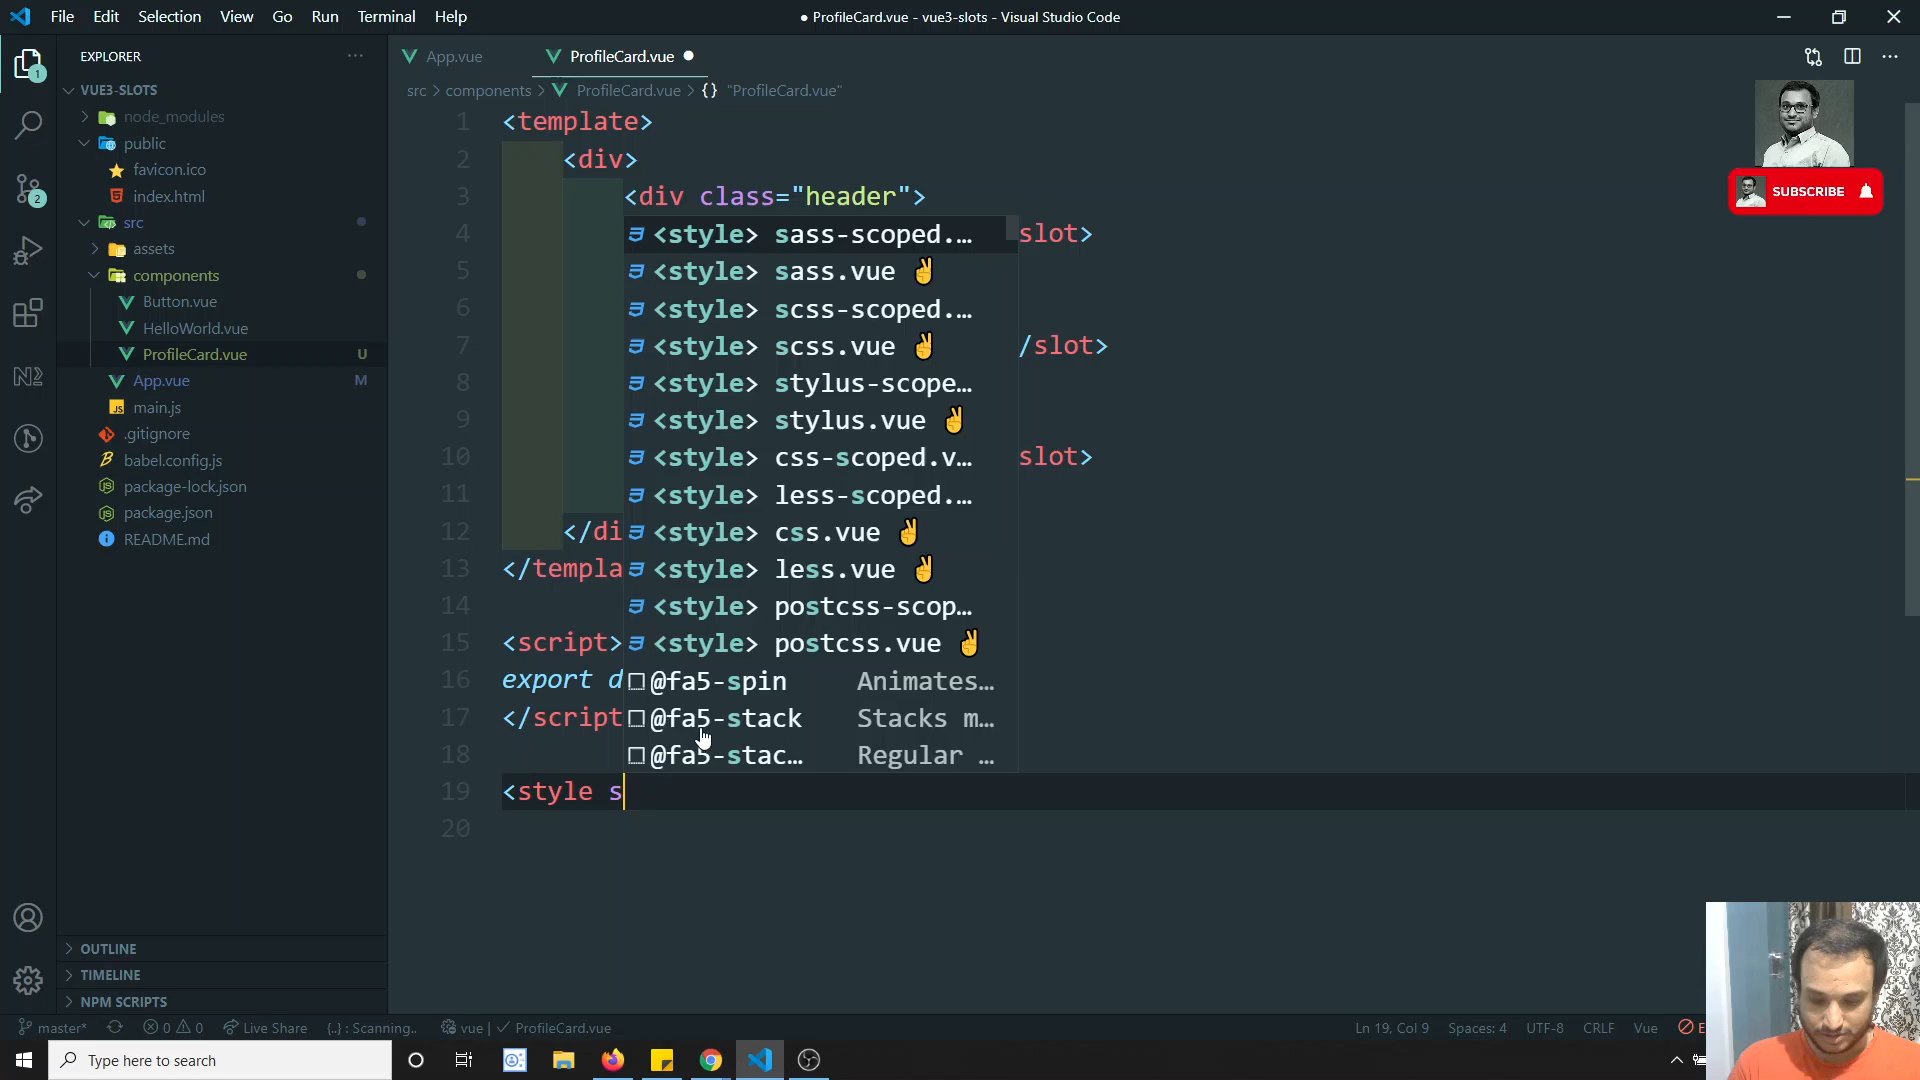 File Edit Selection View Go Run Terminal Help
● ProfileCard.vue - vue3-slots - Visual Studio Code
EXPLORER
App.vue
ProfileCard.vue
VUE3-SLOTS
node_modules
public
favicon.ico
index.html
src
assets
components
Button.vue
HelloWorld.vue
ProfileCard.vue U
App.vue M
main.js
.gitignore
babel.config.js
package-lock.json
package.json
README.md
OUTLINE
TIMELINE
NPM SCRIPTS
src > components > ProfileCard.vue > {} "ProfileCard.vue"
1 <template>
2 <div>
3 <div class="header">
4 slot>
5
6
7 /slot>
8
9
10 slot>
11
12 </di
13 </templa
14
15 <script>
16 export d
17 </script
18
19 <style s
20
<style> sass-scoped.…
<style> sass.vue ✌
<style> scss-scoped.…
<style> scss.vue ✌
<style> stylus-scope…
<style> stylus.vue ✌
<style> css-scoped.v…
<style> less-scoped.…
<style> css.vue ✌
<style> less.vue ✌
<style> postcss-scop…
<style> postcss.vue ✌
@fa5-spin Animates…
@fa5-stack Stacks m…
@fa5-stac… Regular …
SUBSCRIBE
1
2
master* 0 0 Live Share {..} : Scanning.. vue | ✓ ProfileCard.vue
Ln 19, Col 9 Spaces: 4 UTF-8 CRLF Vue
Type here to search